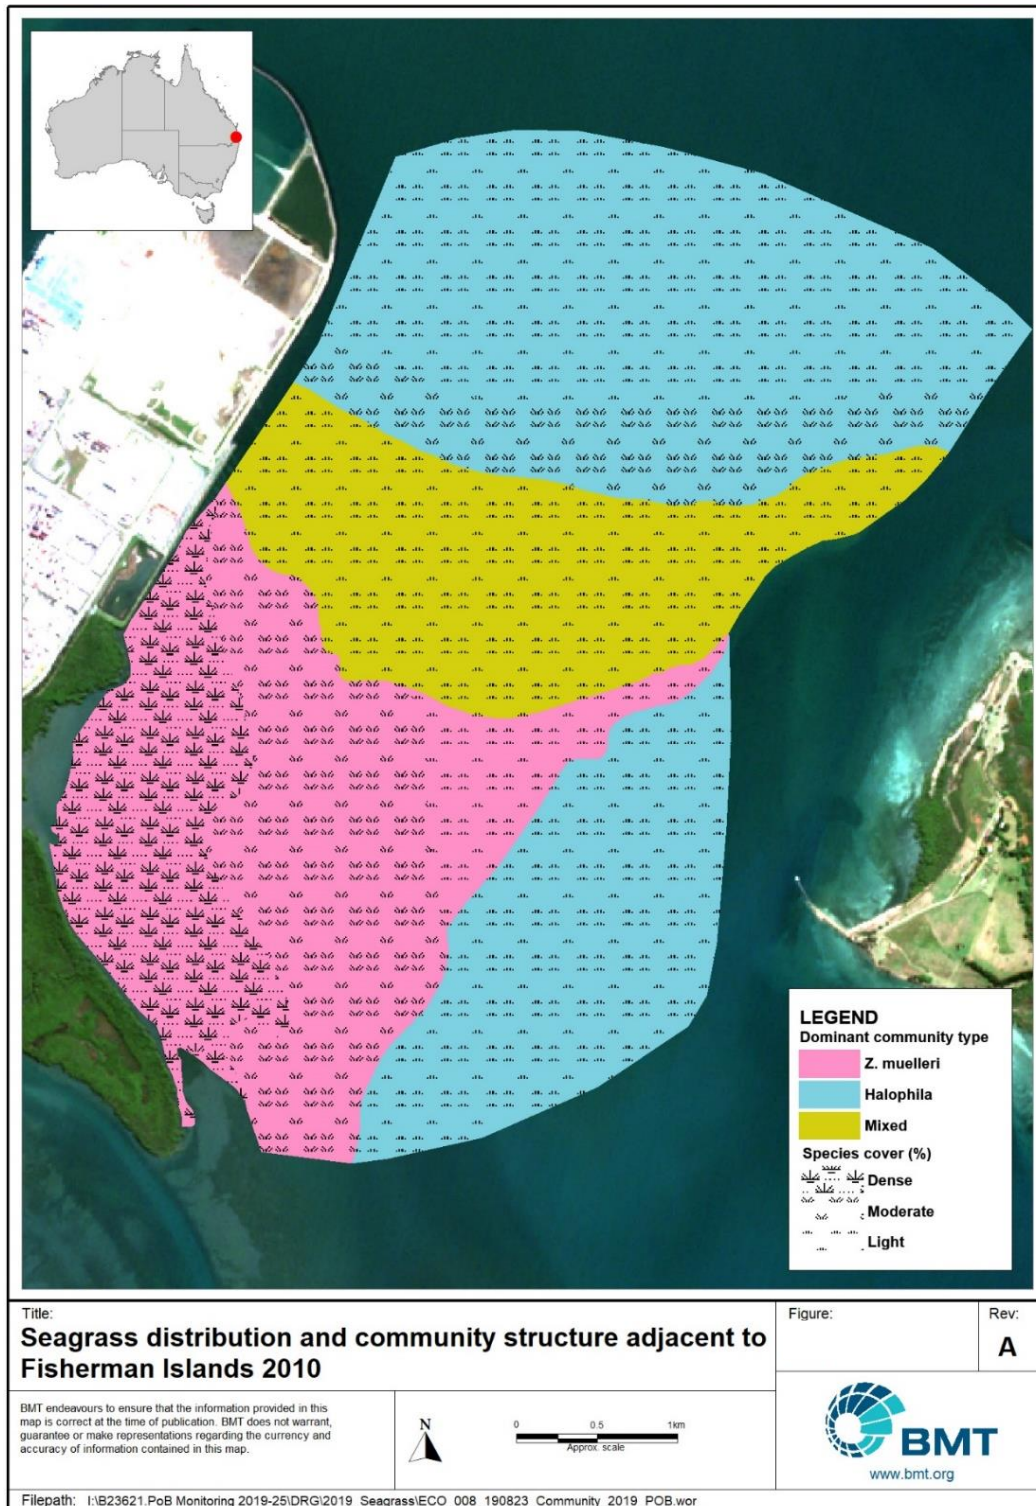 LEGEND
Dominant community type
Z. muelleri
Halophila
Mixed
Species cover (%)
Dense
Moderate
Light
Title:
Seagrass distribution and community structure adjacent to
Fisherman Islands 2010
Figure:
Rev:
A
BMT endeavours to ensure that the information provided in this
map is correct at the time of publication. BMT does not warrant,
guarantee or make representations regarding the currency and
accuracy of information contained in this map.
N
0 0.5 1km
Approx. scale
BMT
www.bmt.org
Filepath: I:\B23621.PoB Monitoring 2019-25\DRG\2019_Seagrass\ECO_008_190823_Community_2019_POB.wor